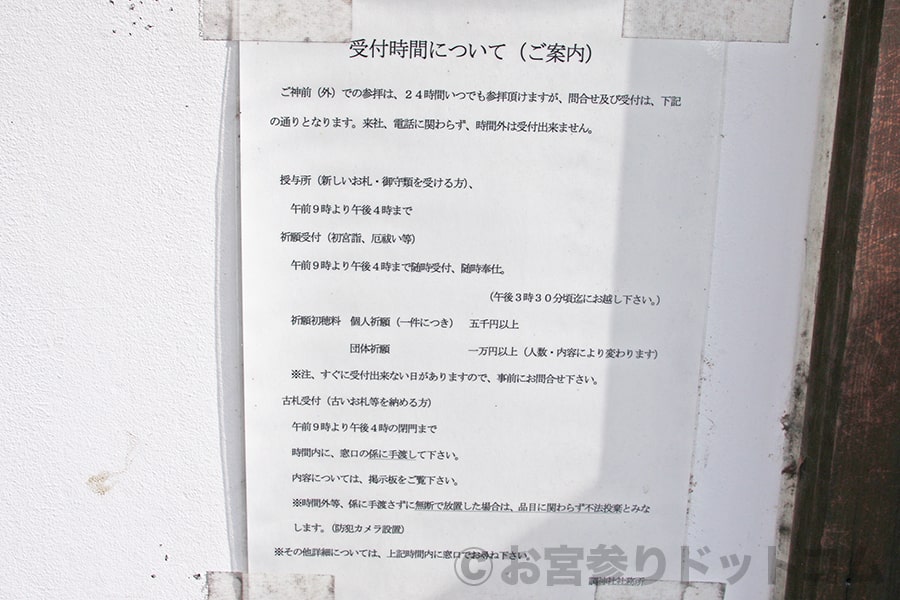 受付時間について（ご案内）
ご神前（外）での参拝は、２４時間いつでも参拝頂けますが、問合せ及び受付は、下記
の通りとなります。来社、電話に関わらず、時間外は受付出来ません。
授与所（新しいお札・御守類を受ける方）、
午前９時より午後４時まで
祈願受付（初宮詣、厄祓い等）
午前９時より午後４時まで随時受付、随時奉仕。
（午後３時３０分頃迄にお越し下さい。）
祈願初穂料　個人祈願（一件につき）　五千円以上
団体祈願　一万円以上（人数・内容により変わります）
※注、すぐに受付出来ない日がありますので、事前にお問合せ下さい。
古札受付（古いお札等を納める方）
午前９時より午後４時の閉門まで
時間内に、窓口の係に手渡して下さい。
内容については、掲示板をご覧下さい。
※時間外等、係に手渡さずに無断で放置した場合は、品目に関わらず不法投棄とみな
します。（防犯カメラ設置）
※その他詳細については、上記時間内に窓口でお尋ね下さい。
調神社社務所
©お宮参りドットコム